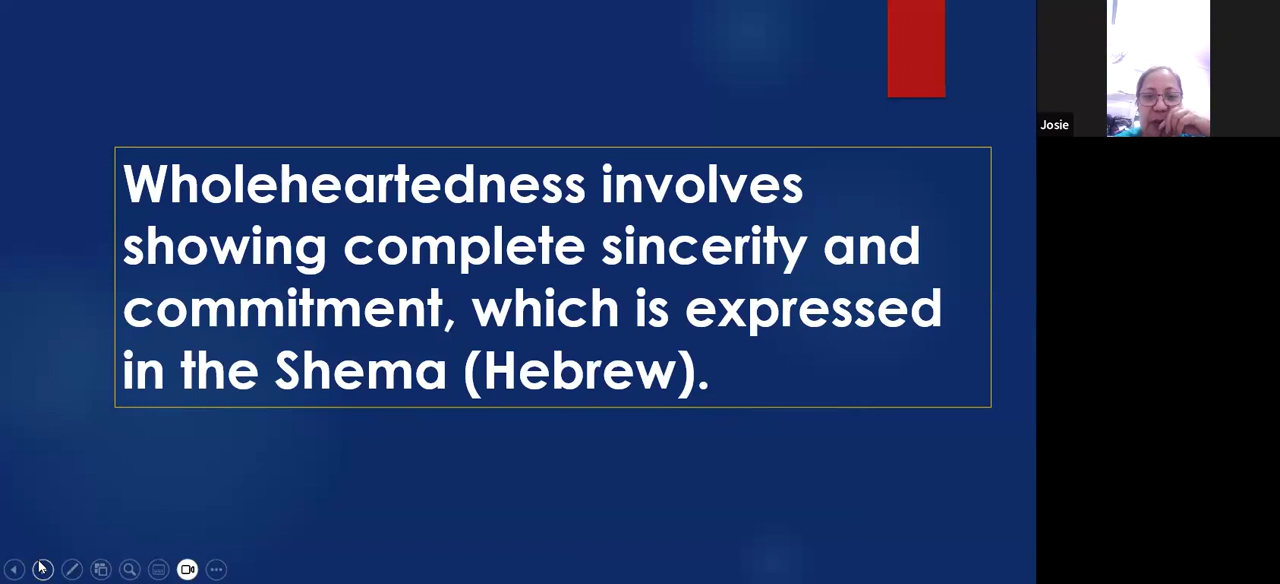 Wholeheartedness involves
showing complete sincerity and
commitment, which is expressed
in the Shema (Hebrew).
Josie